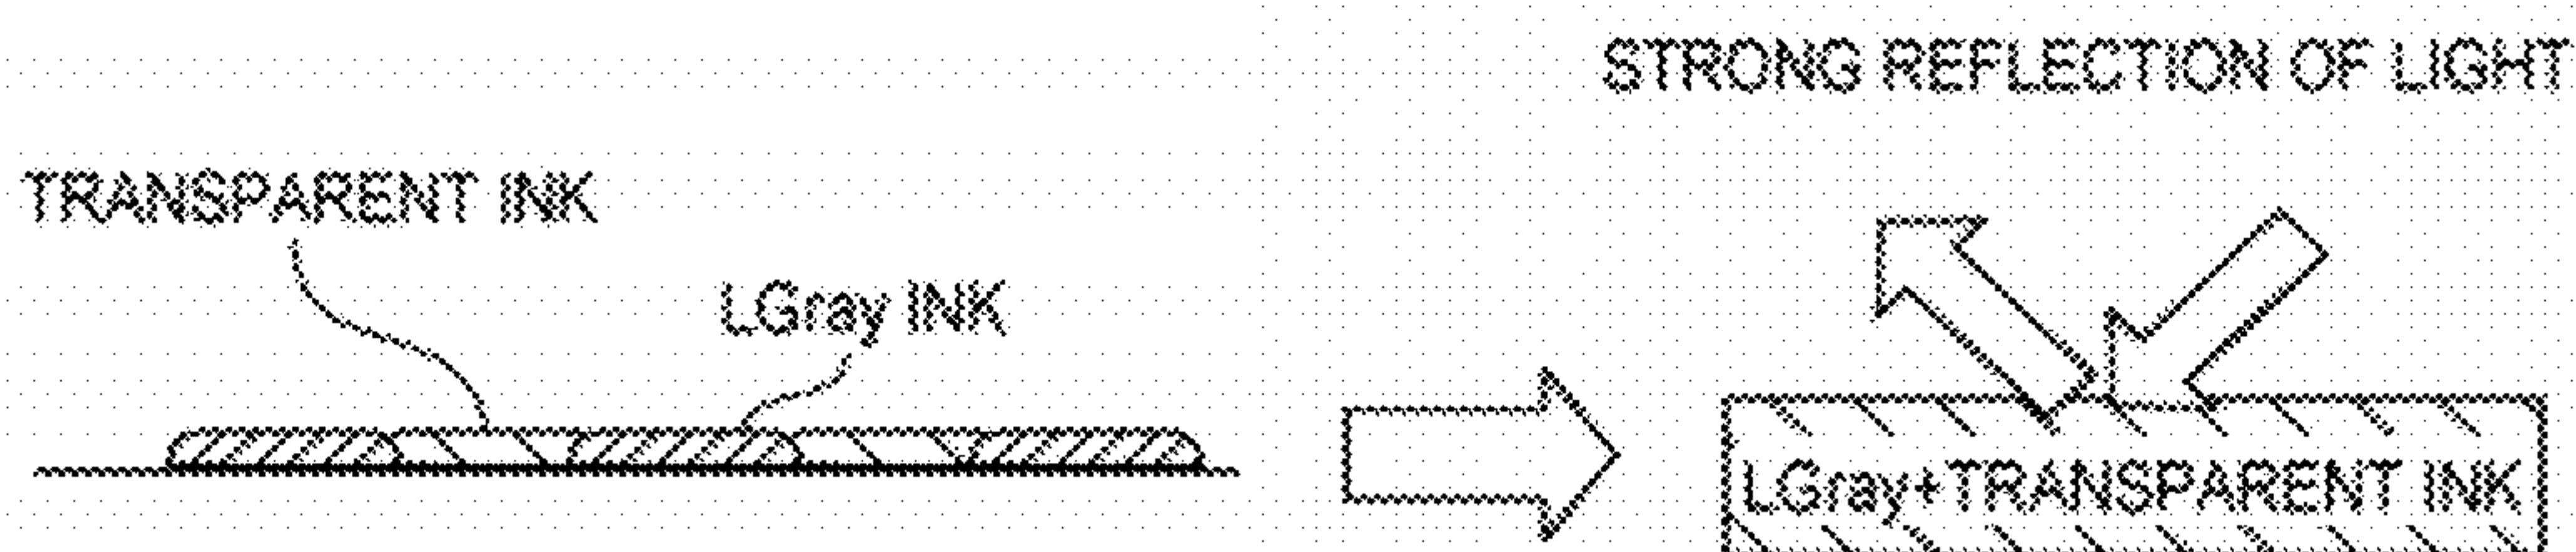 STRONG REFLECTION OF LIGHT
TRANSPARENT INK
LGray INK
LGray+TRANSPARENT INK